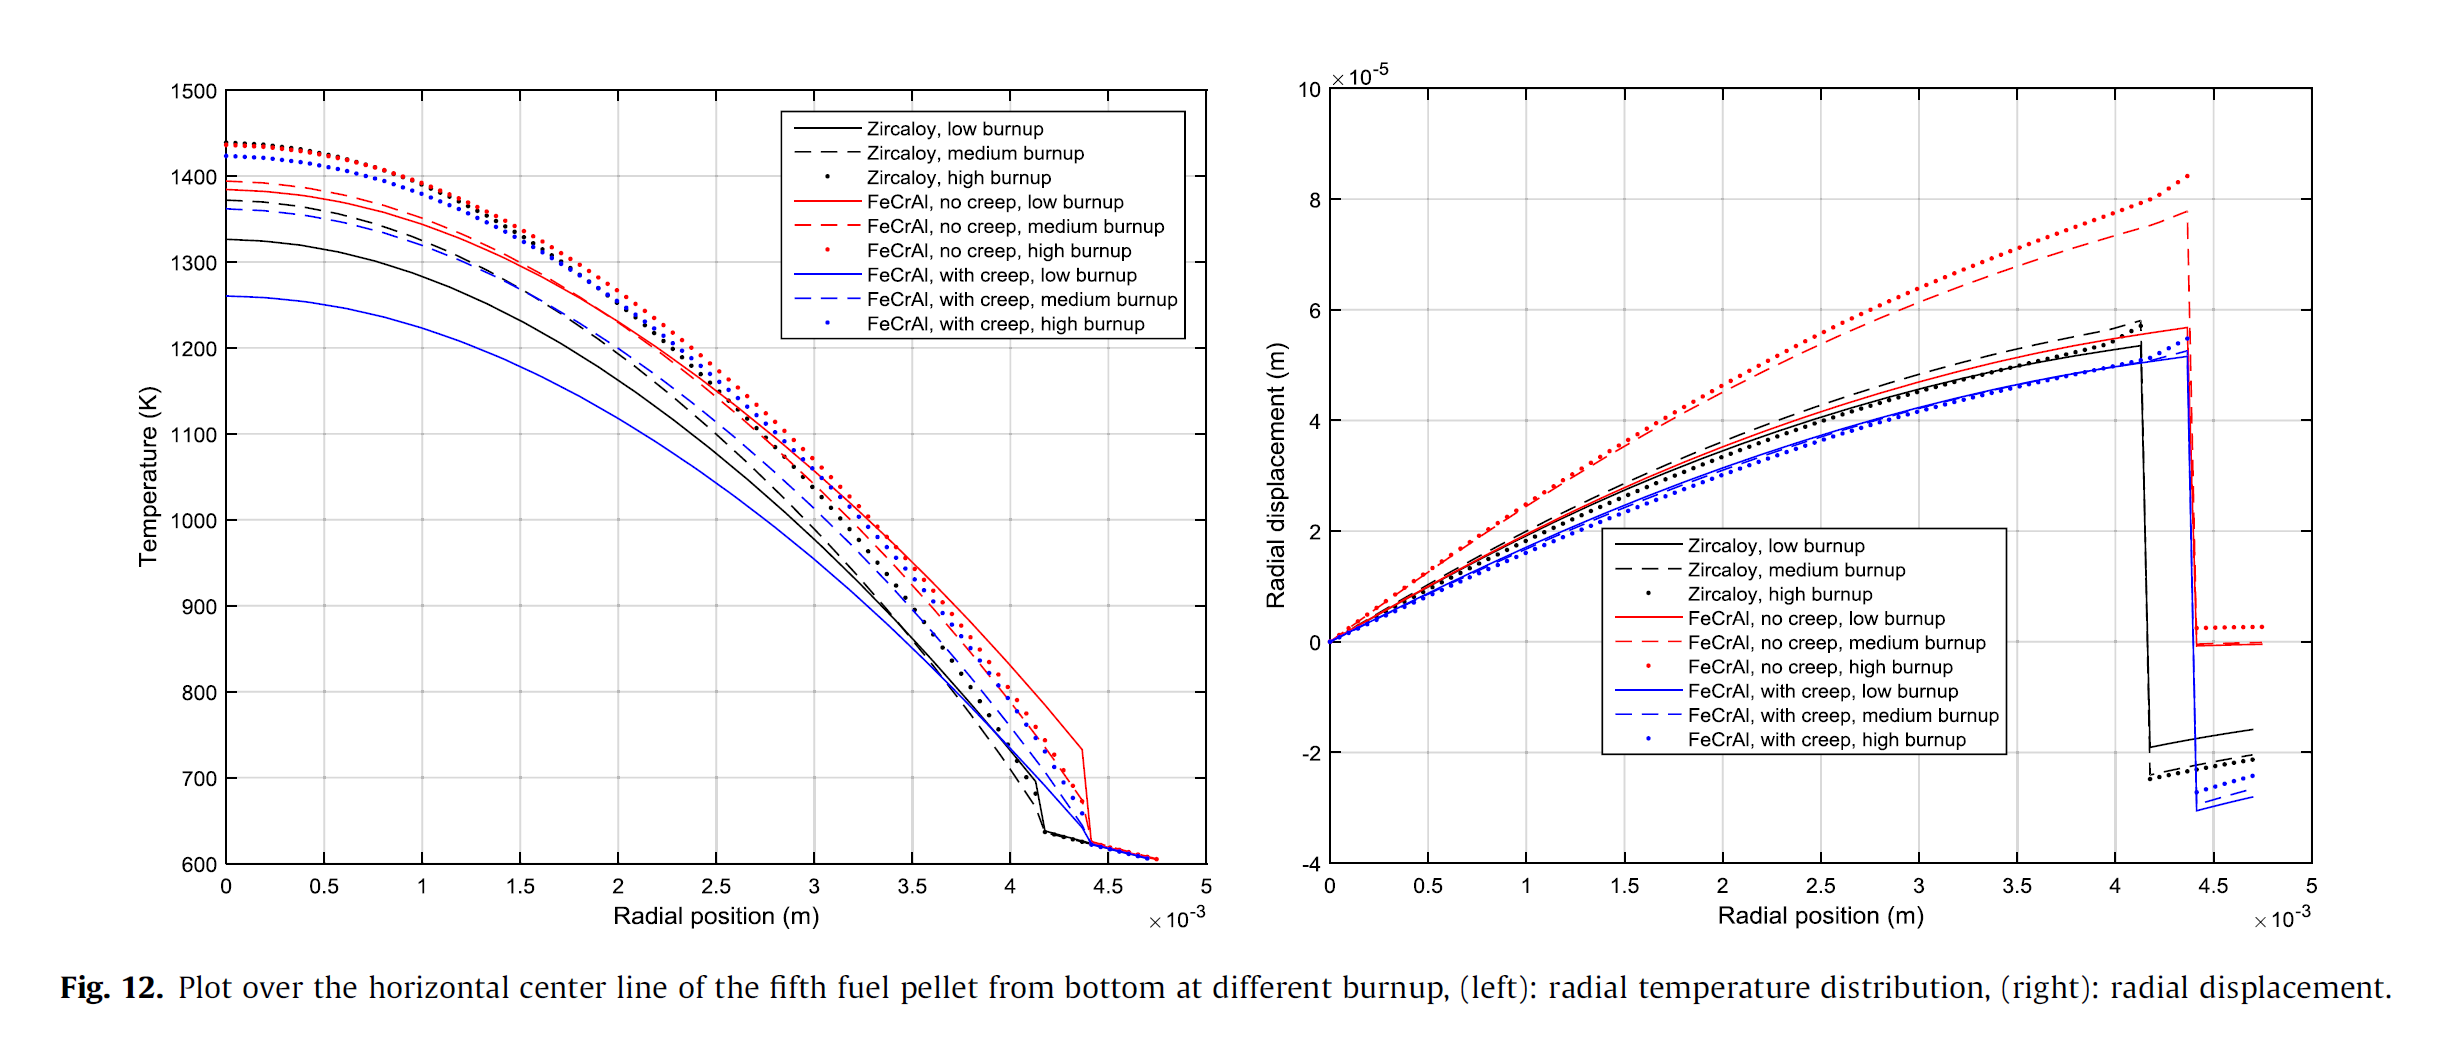 1500
1400
1300
1200
1100
1000
900
800
700
600
Temperature (K)
0 0.5 1 1.5 2 2.5 3 3.5 4 4.5 5
Radial position (m)
×10-3
Zircaloy, low burnup
Zircaloy, medium burnup
Zircaloy, high burnup
FeCrAl, no creep, low burnup
FeCrAl, no creep, medium burnup
FeCrAl, no creep, high burnup
FeCrAl, with creep, low burnup
FeCrAl, with creep, medium burnup
FeCrAl, with creep, high burnup
×10-5
10
8
6
4
2
0
-2
-4
Radial displacement (m)
0 0.5 1 1.5 2 2.5 3 3.5 4 4.5 5
Radial position (m)
×10-3
Zircaloy, low burnup
Zircaloy, medium burnup
Zircaloy, high burnup
FeCrAl, no creep, low burnup
FeCrAl, no creep, medium burnup
FeCrAl, no creep, high burnup
FeCrAl, with creep, low burnup
FeCrAl, with creep, medium burnup
FeCrAl, with creep, high burnup
Fig. 12. Plot over the horizontal center line of the fifth fuel pellet from bottom at different burnup, (left): radial temperature distribution, (right): radial displacement.